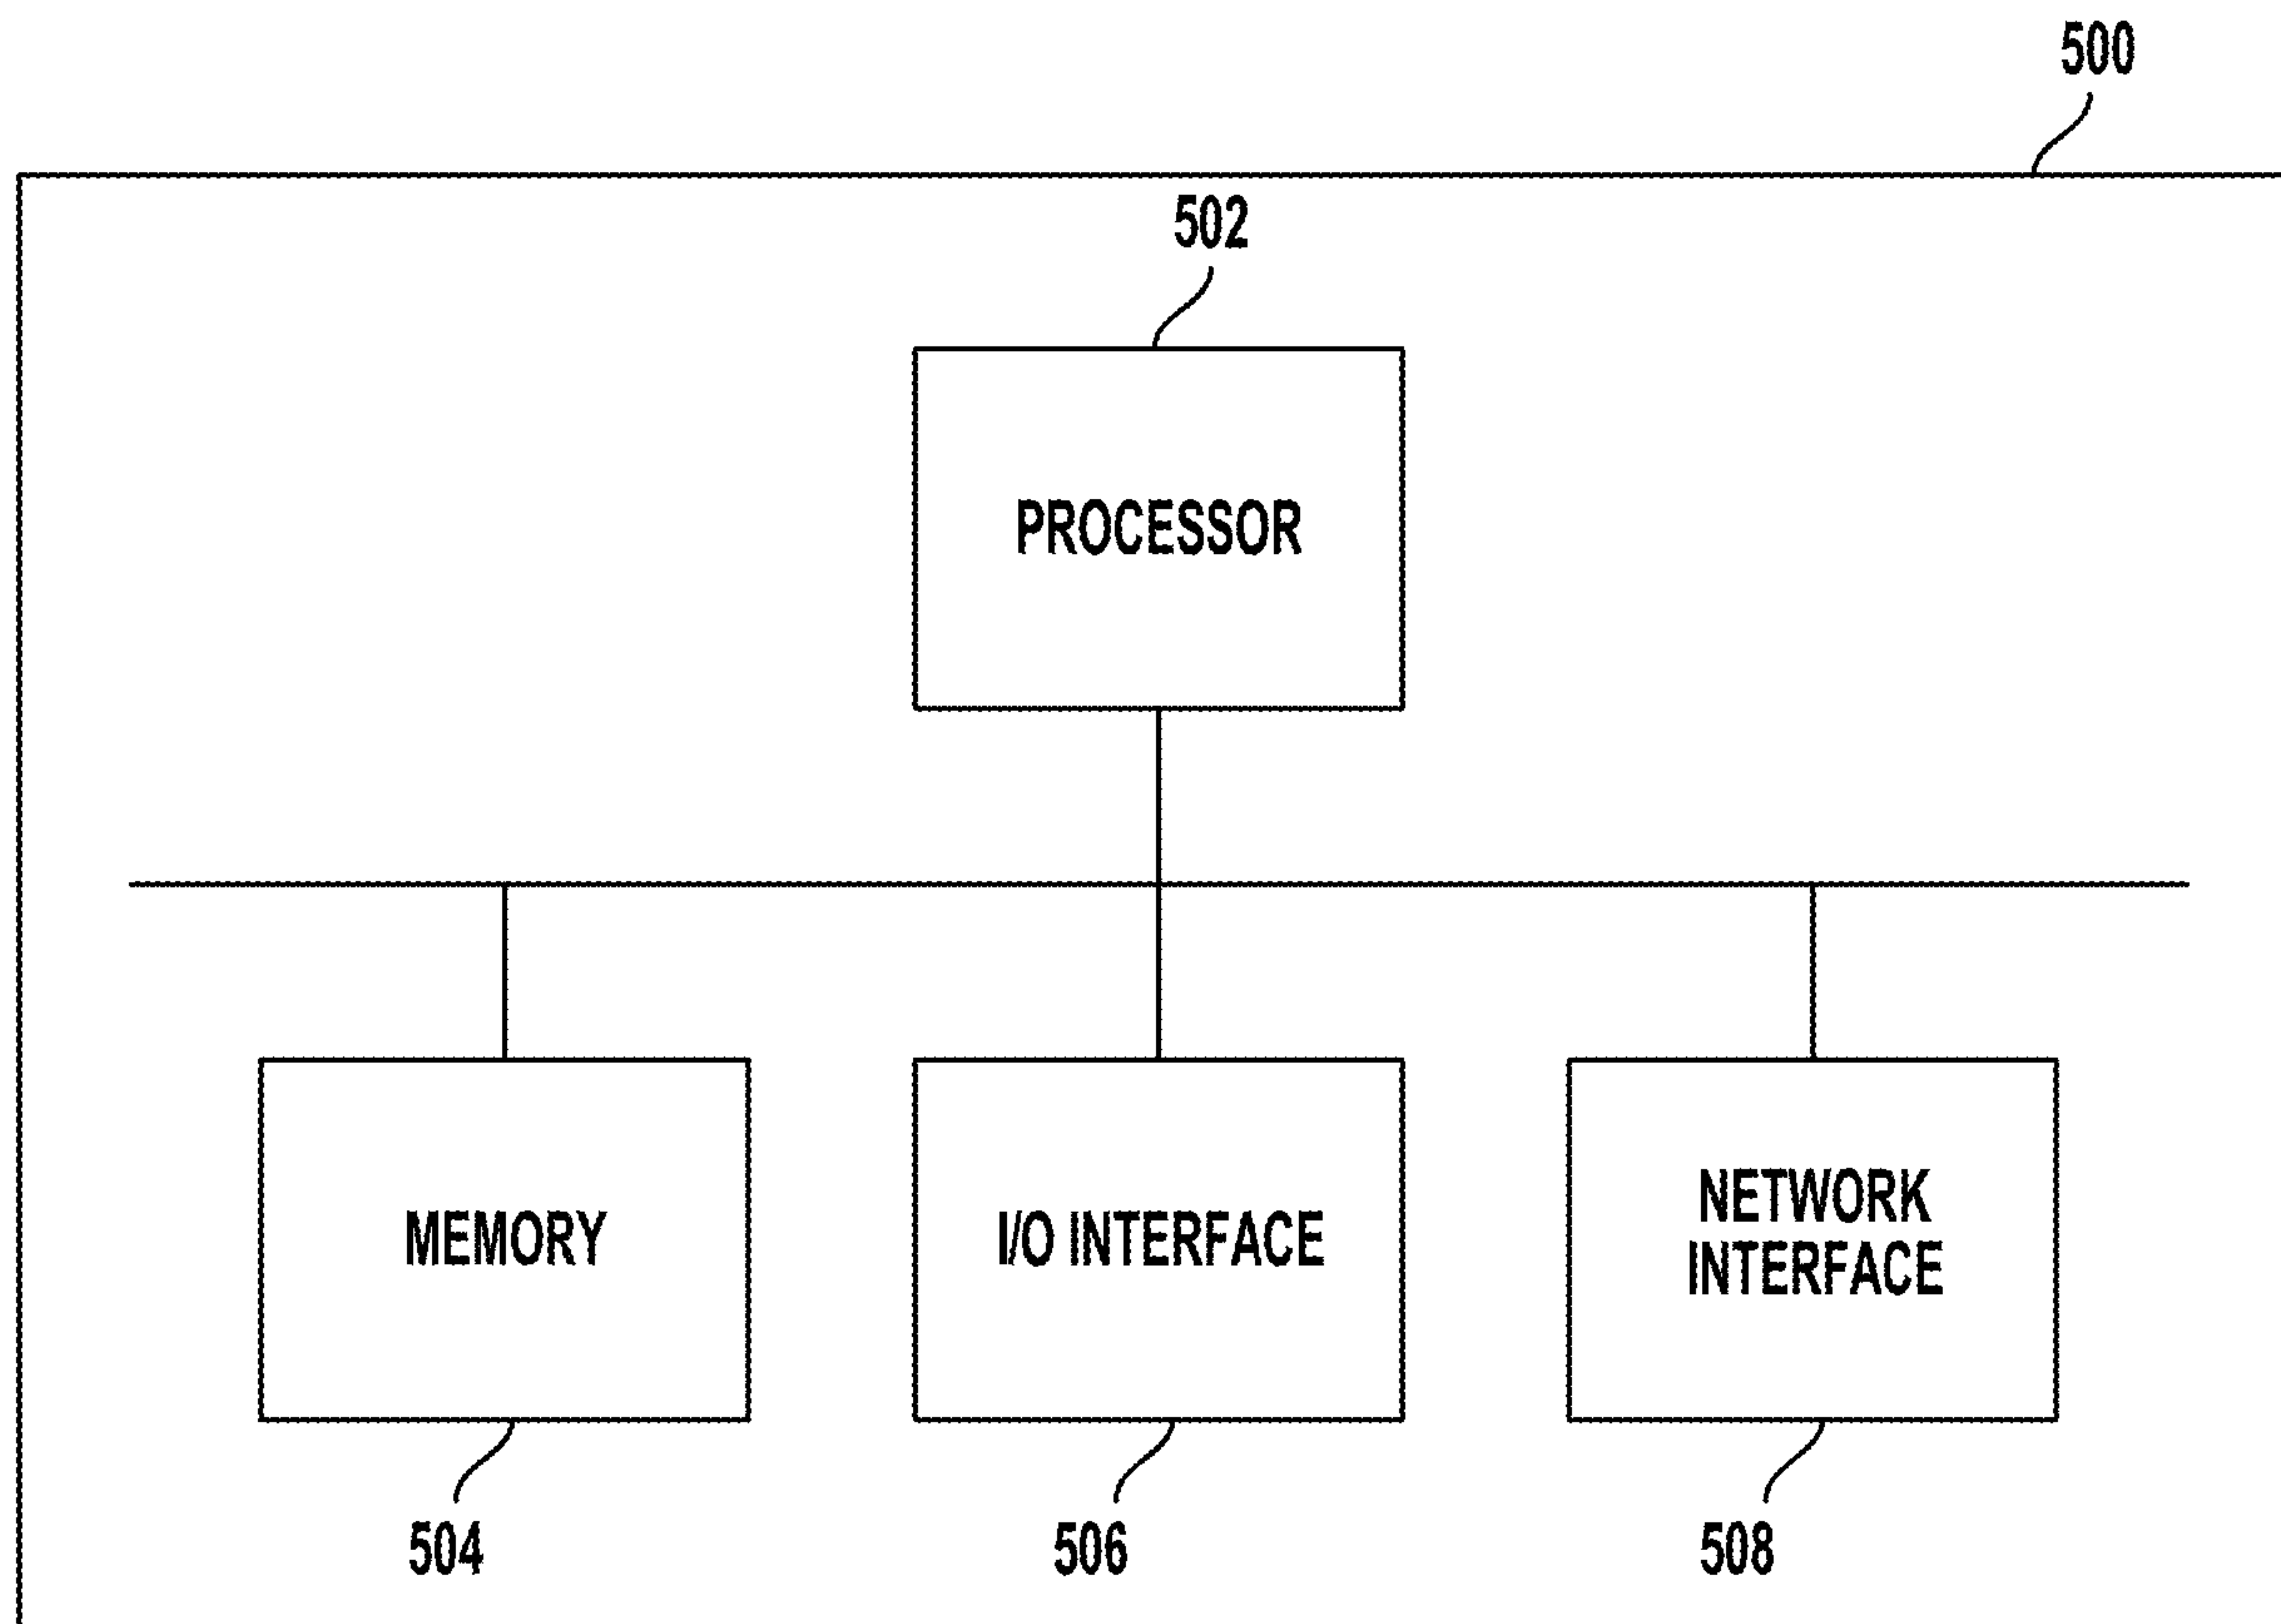 500
502
PROCESSOR
MEMORY
I/O INTERFACE
NETWORK
INTERFACE
504
506
508